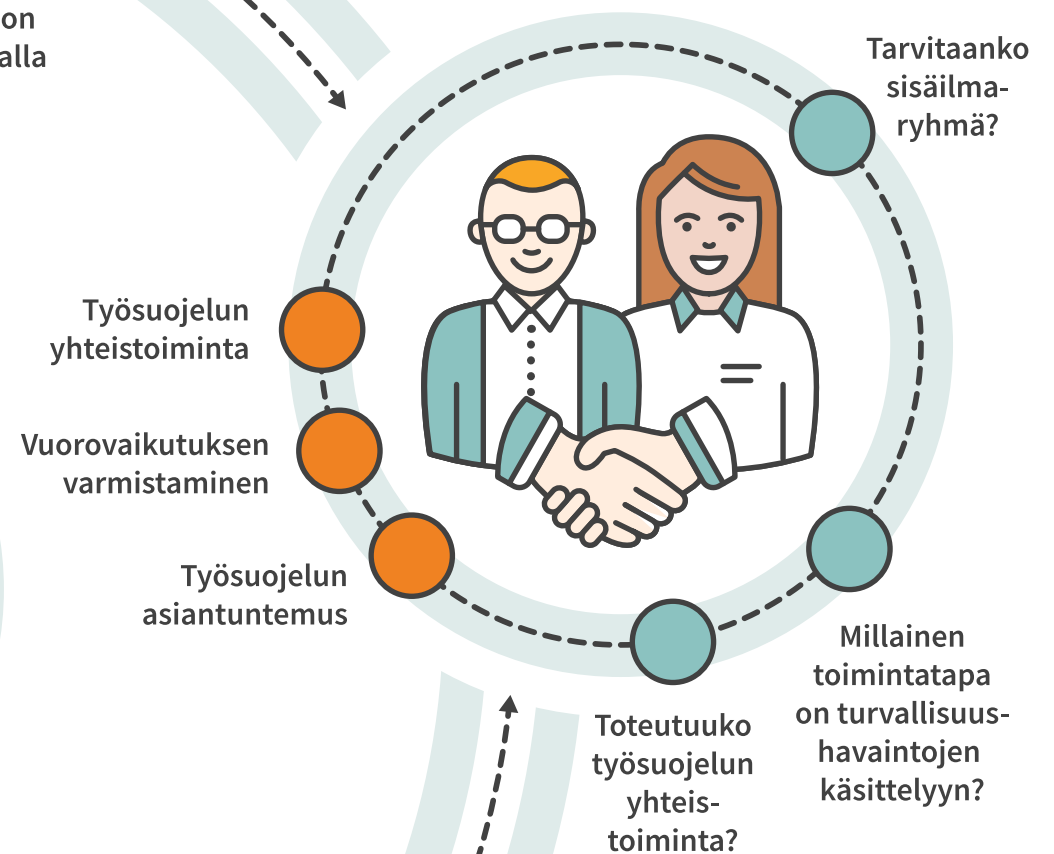 on
alla
Tarvitaanko
sisäilma-
ryhmä?
Työsuojelun
yhteistoiminta
Vuorovaikutuksen
varmistaminen
Työsuojelun
asiantuntemus
Millainen
toimintatapa
on turvallisuus-
havaintojen
käsittelyyn?
Toteutuuko
työsuojelun
yhteis-
toiminta?